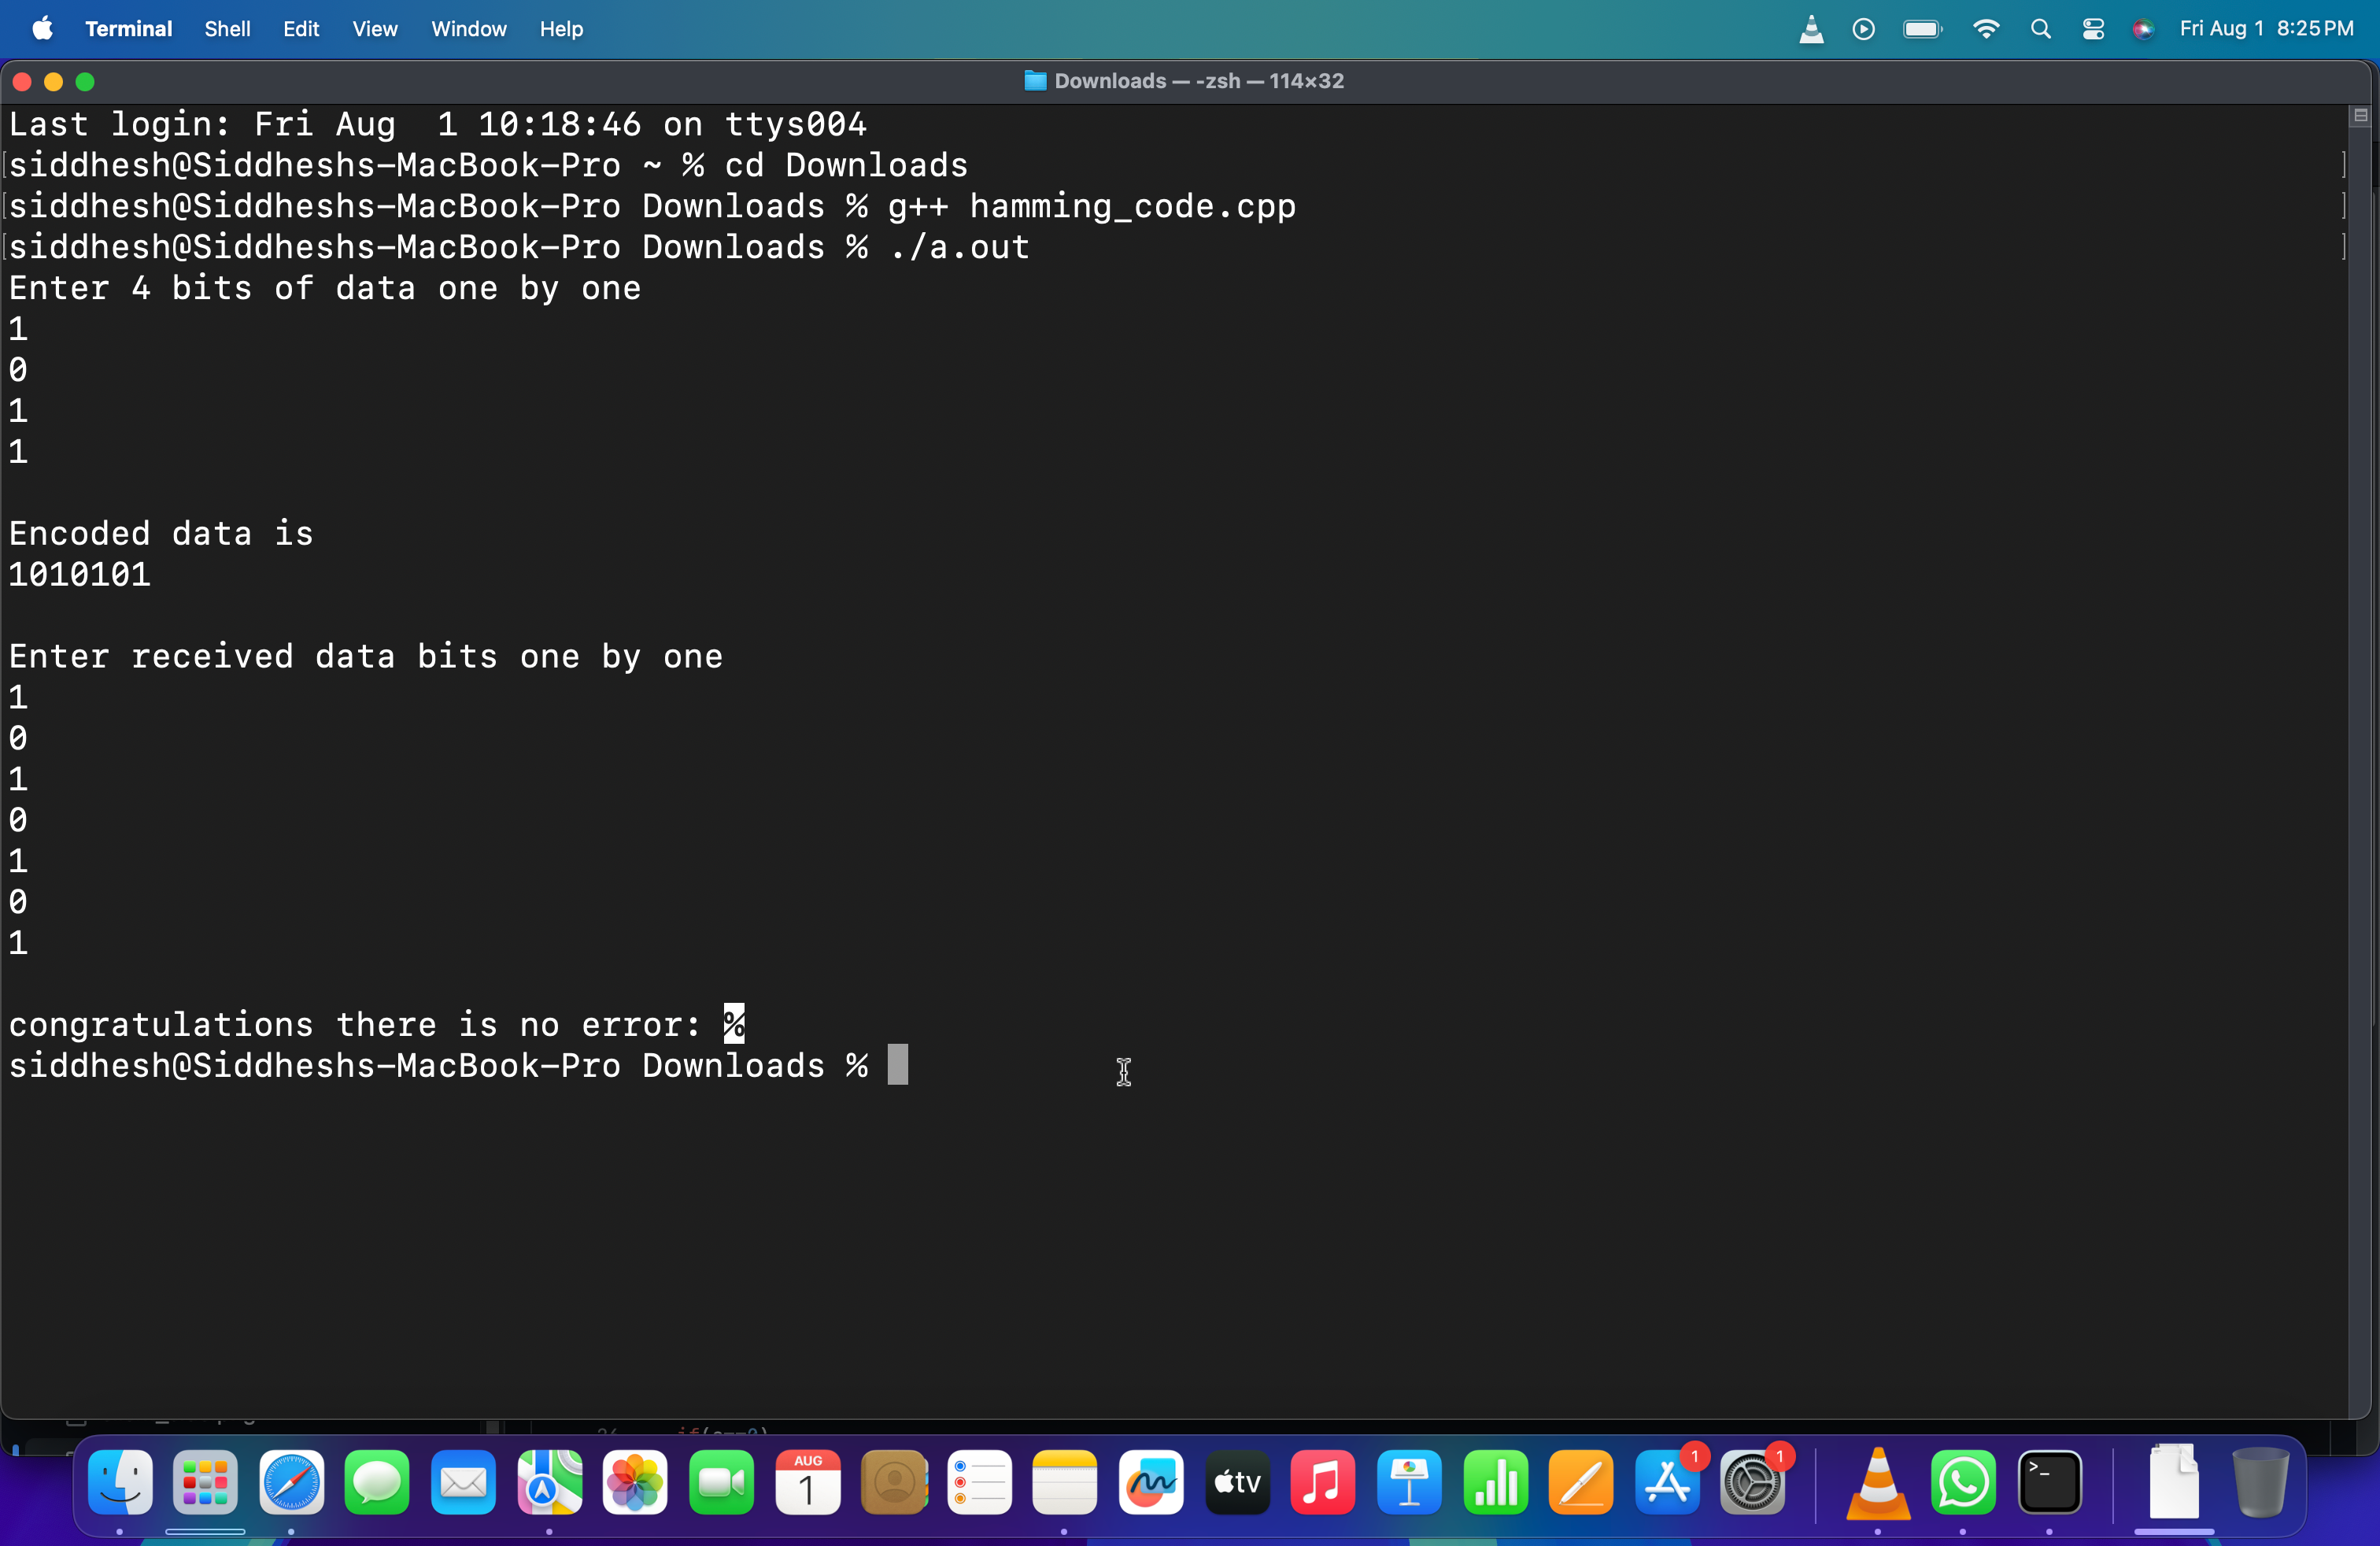 Terminal Shell Edit View Window Help Fri Aug 1 8:25 PM
Downloads — -zsh — 114×32
Last login: Fri Aug  1 10:18:46 on ttys004
[siddhesh@Siddheshs-MacBook-Pro ~ % cd Downloads ]
[siddhesh@Siddheshs-MacBook-Pro Downloads % g++ hamming_code.cpp ]
[siddhesh@Siddheshs-MacBook-Pro Downloads % ./a.out ]
Enter 4 bits of data one by one
1
0
1
1
Encoded data is
1010101
Enter received data bits one by one
1
0
1
0
1
0
1
congratulations there is no error: %
siddhesh@Siddheshs-MacBook-Pro Downloads %
AUG
1
tv
1
1
>_